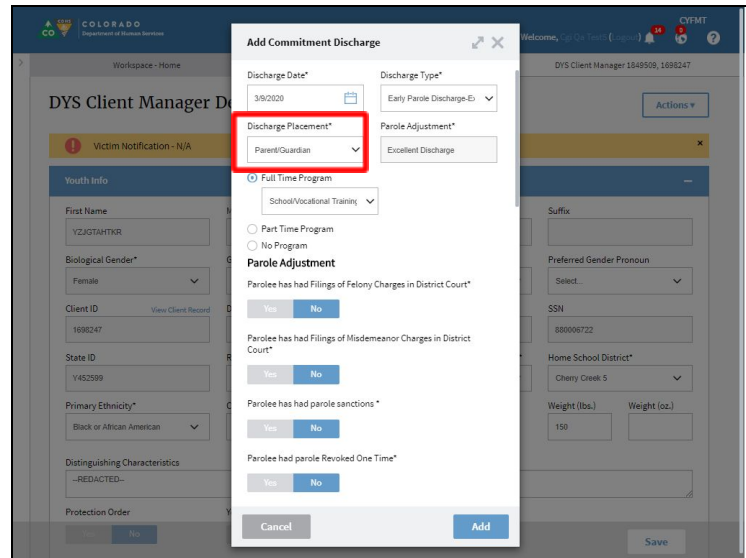 COLORADO
Department of Human Services
CYFMT
Welcome, (Logout) 14 0 ?
Workspace - Home
DYS Client Manager 1849509, 1698247
DYS Client Manager De
Actions
Victim Notification - N/A
Youth Info
First Name
Suffix
YZJGTAHTKR
Biological Gender*
Preferred Gender Pronoun
Female
Select...
Client ID View Client Record
SSN
1698247
880006722
State ID
Home School District*
Y452599
Cherry Creek 5
Primary Ethnicity*
Weight (lbs.) Weight (oz.)
Black or African American
150
Distinguishing Characteristics
--REDACTED--
Protection Order
Yes No
Save
Add Commitment Discharge
Discharge Date* Discharge Type*
3/9/2020 Early Parole Discharge-E
Discharge Placement* Parole Adjustment*
Parent/Guardian Excellent Discharge
Full Time Program
School/Vocational Training
Part Time Program
No Program
Parole Adjustment
Parolee has had Filings of Felony Charges in District Court*
Yes No
Parolee has had Filings of Misdemeanor Charges in District
Court*
Yes No
Parolee has had parole sanctions *
Yes No
Parolee had parole Revoked One Time*
Yes No
Cancel Add